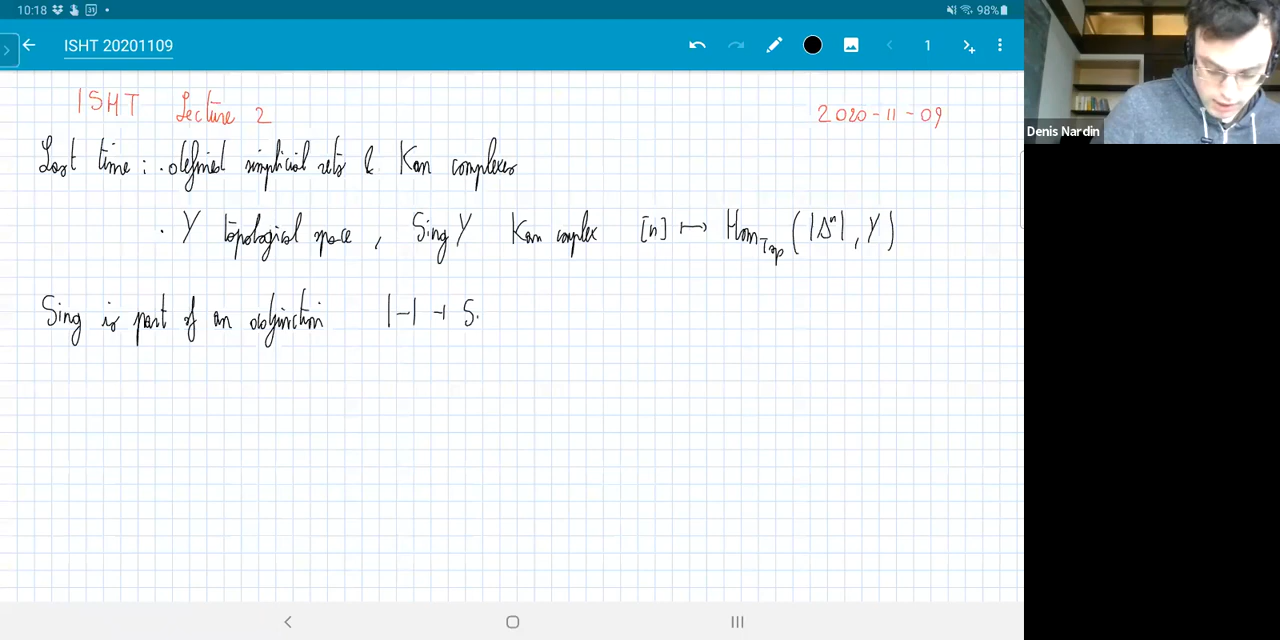 10:18 98%
ISHT 20201109 1
ISHT Lecture 2 2020-11-09
Last time: . defined simplicial sets & Kan complexes
. Y topological space, Sing Y Kan complex [n] ↦ Hom_Top (|Δⁿ|, Y)
Sing is part of an adjunction |-| ⊣ S.
Denis Nardin